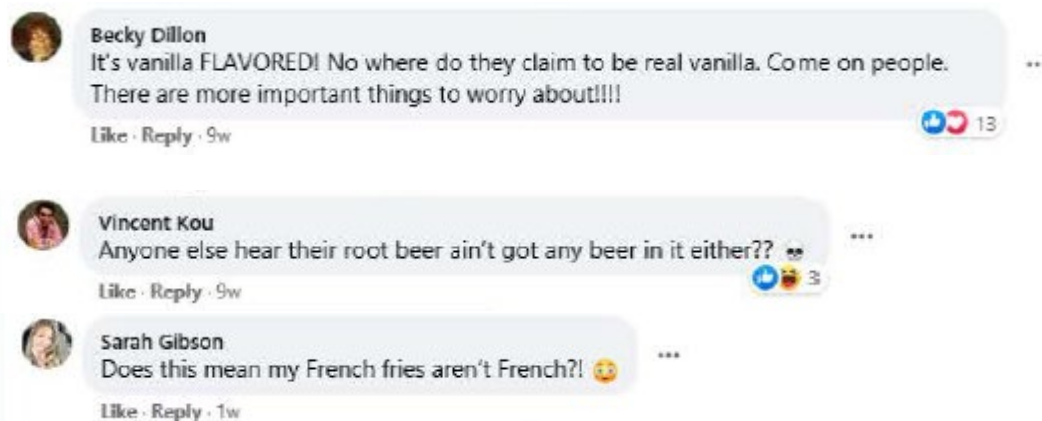 Becky Dillon
It's vanilla FLAVORED! No where do they claim to be real vanilla. Come on people.
There are more important things to worry about!!!!
Like · Reply · 9w
13
Vincent Kou
Anyone else hear their root beer ain't got any beer in it either?? 💀
Like · Reply · 9w
3
Sarah Gibson
Does this mean my French fries aren't French?! 😳
Like · Reply · 1w